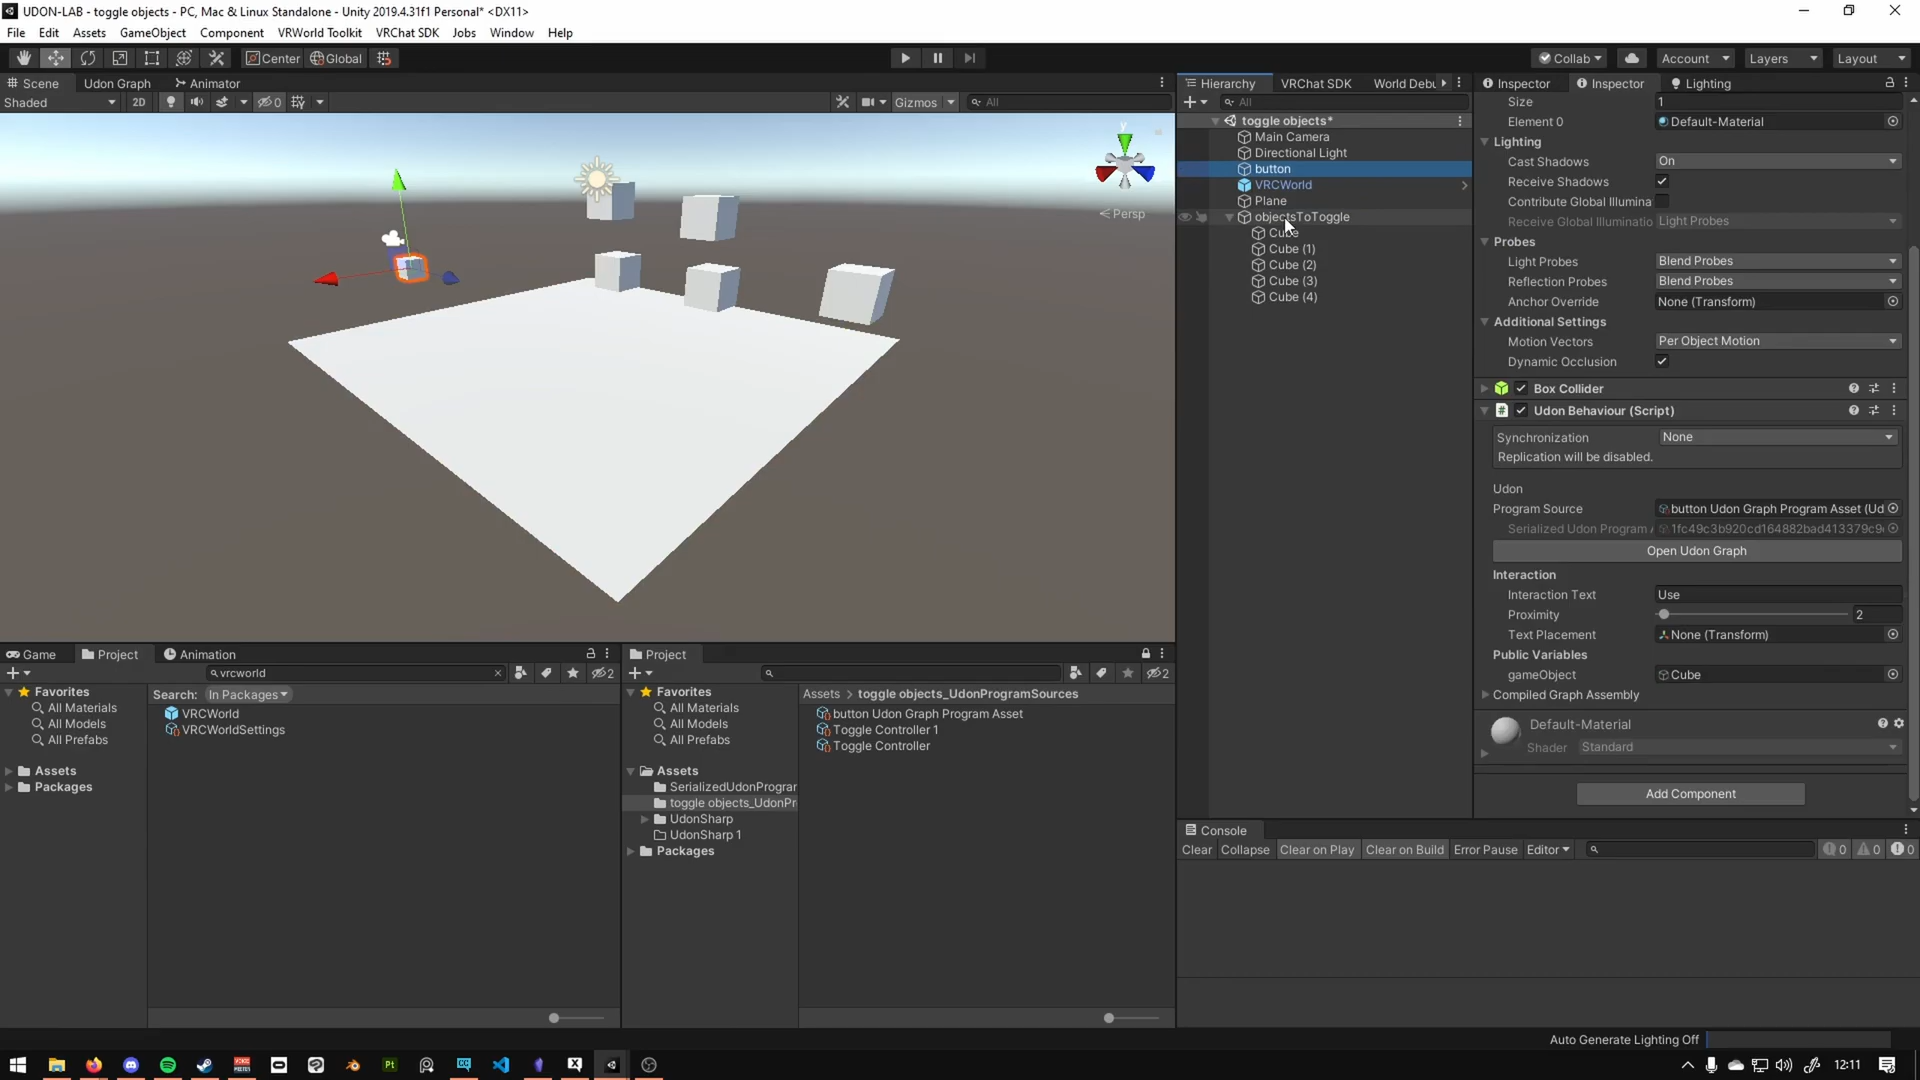 UDON-LAB - toggle objects - PC, Mac & Linux Standalone - Unity 2019.4.31f1 Personal* <DX11>
File Edit Assets GameObject Component VRWorld Toolkit VRChat SDK Jobs Window Help
Center Global Collab Account Layers Layout
Scene Udon Graph Animator
Shaded 2D 0 Gizmos All
y
Persp
Hierarchy VRChat SDK World Debu
All
toggle objects*
Main Camera
Directional Light
button
VRCWorld
Plane
objectsToToggle
Cube
Cube (1)
Cube (2)
Cube (3)
Cube (4)
Inspector Inspector Lighting
Size 1
Element 0 Default-Material
Lighting
Cast Shadows On
Receive Shadows
Contribute Global Illumina
Receive Global Illuminatio Light Probes
Probes
Light Probes Blend Probes
Reflection Probes Blend Probes
Anchor Override None (Transform)
Additional Settings
Motion Vectors Per Object Motion
Dynamic Occlusion
Box Collider
Udon Behaviour (Script)
Synchronization None
Replication will be disabled.
Udon
Program Source button Udon Graph Program Asset (Ud
Serialized Udon Program 1fc49c3b920cd164882bad413379c9
Open Udon Graph
Interaction
Interaction Text Use
Proximity 2
Text Placement None (Transform)
Public Variables
gameObject Cube
Compiled Graph Assembly
Default-Material
Shader Standard
Add Component
Game Project Animation
vrcworld 2
Favorites
All Materials
All Models
All Prefabs
Assets
Packages
Search: In Packages
VRCWorld
VRCWorldSettings
Project
2
Favorites
All Materials
All Models
All Prefabs
Assets
SerializedUdonPrograr
toggle objects_UdonPr
UdonSharp
UdonSharp 1
Packages
Assets > toggle objects_UdonProgramSources
button Udon Graph Program Asset
Toggle Controller 1
Toggle Controller
Console
Clear Collapse Clear on Play Clear on Build Error Pause Editor 0 0 0
Auto Generate Lighting Off
Pt
12:11